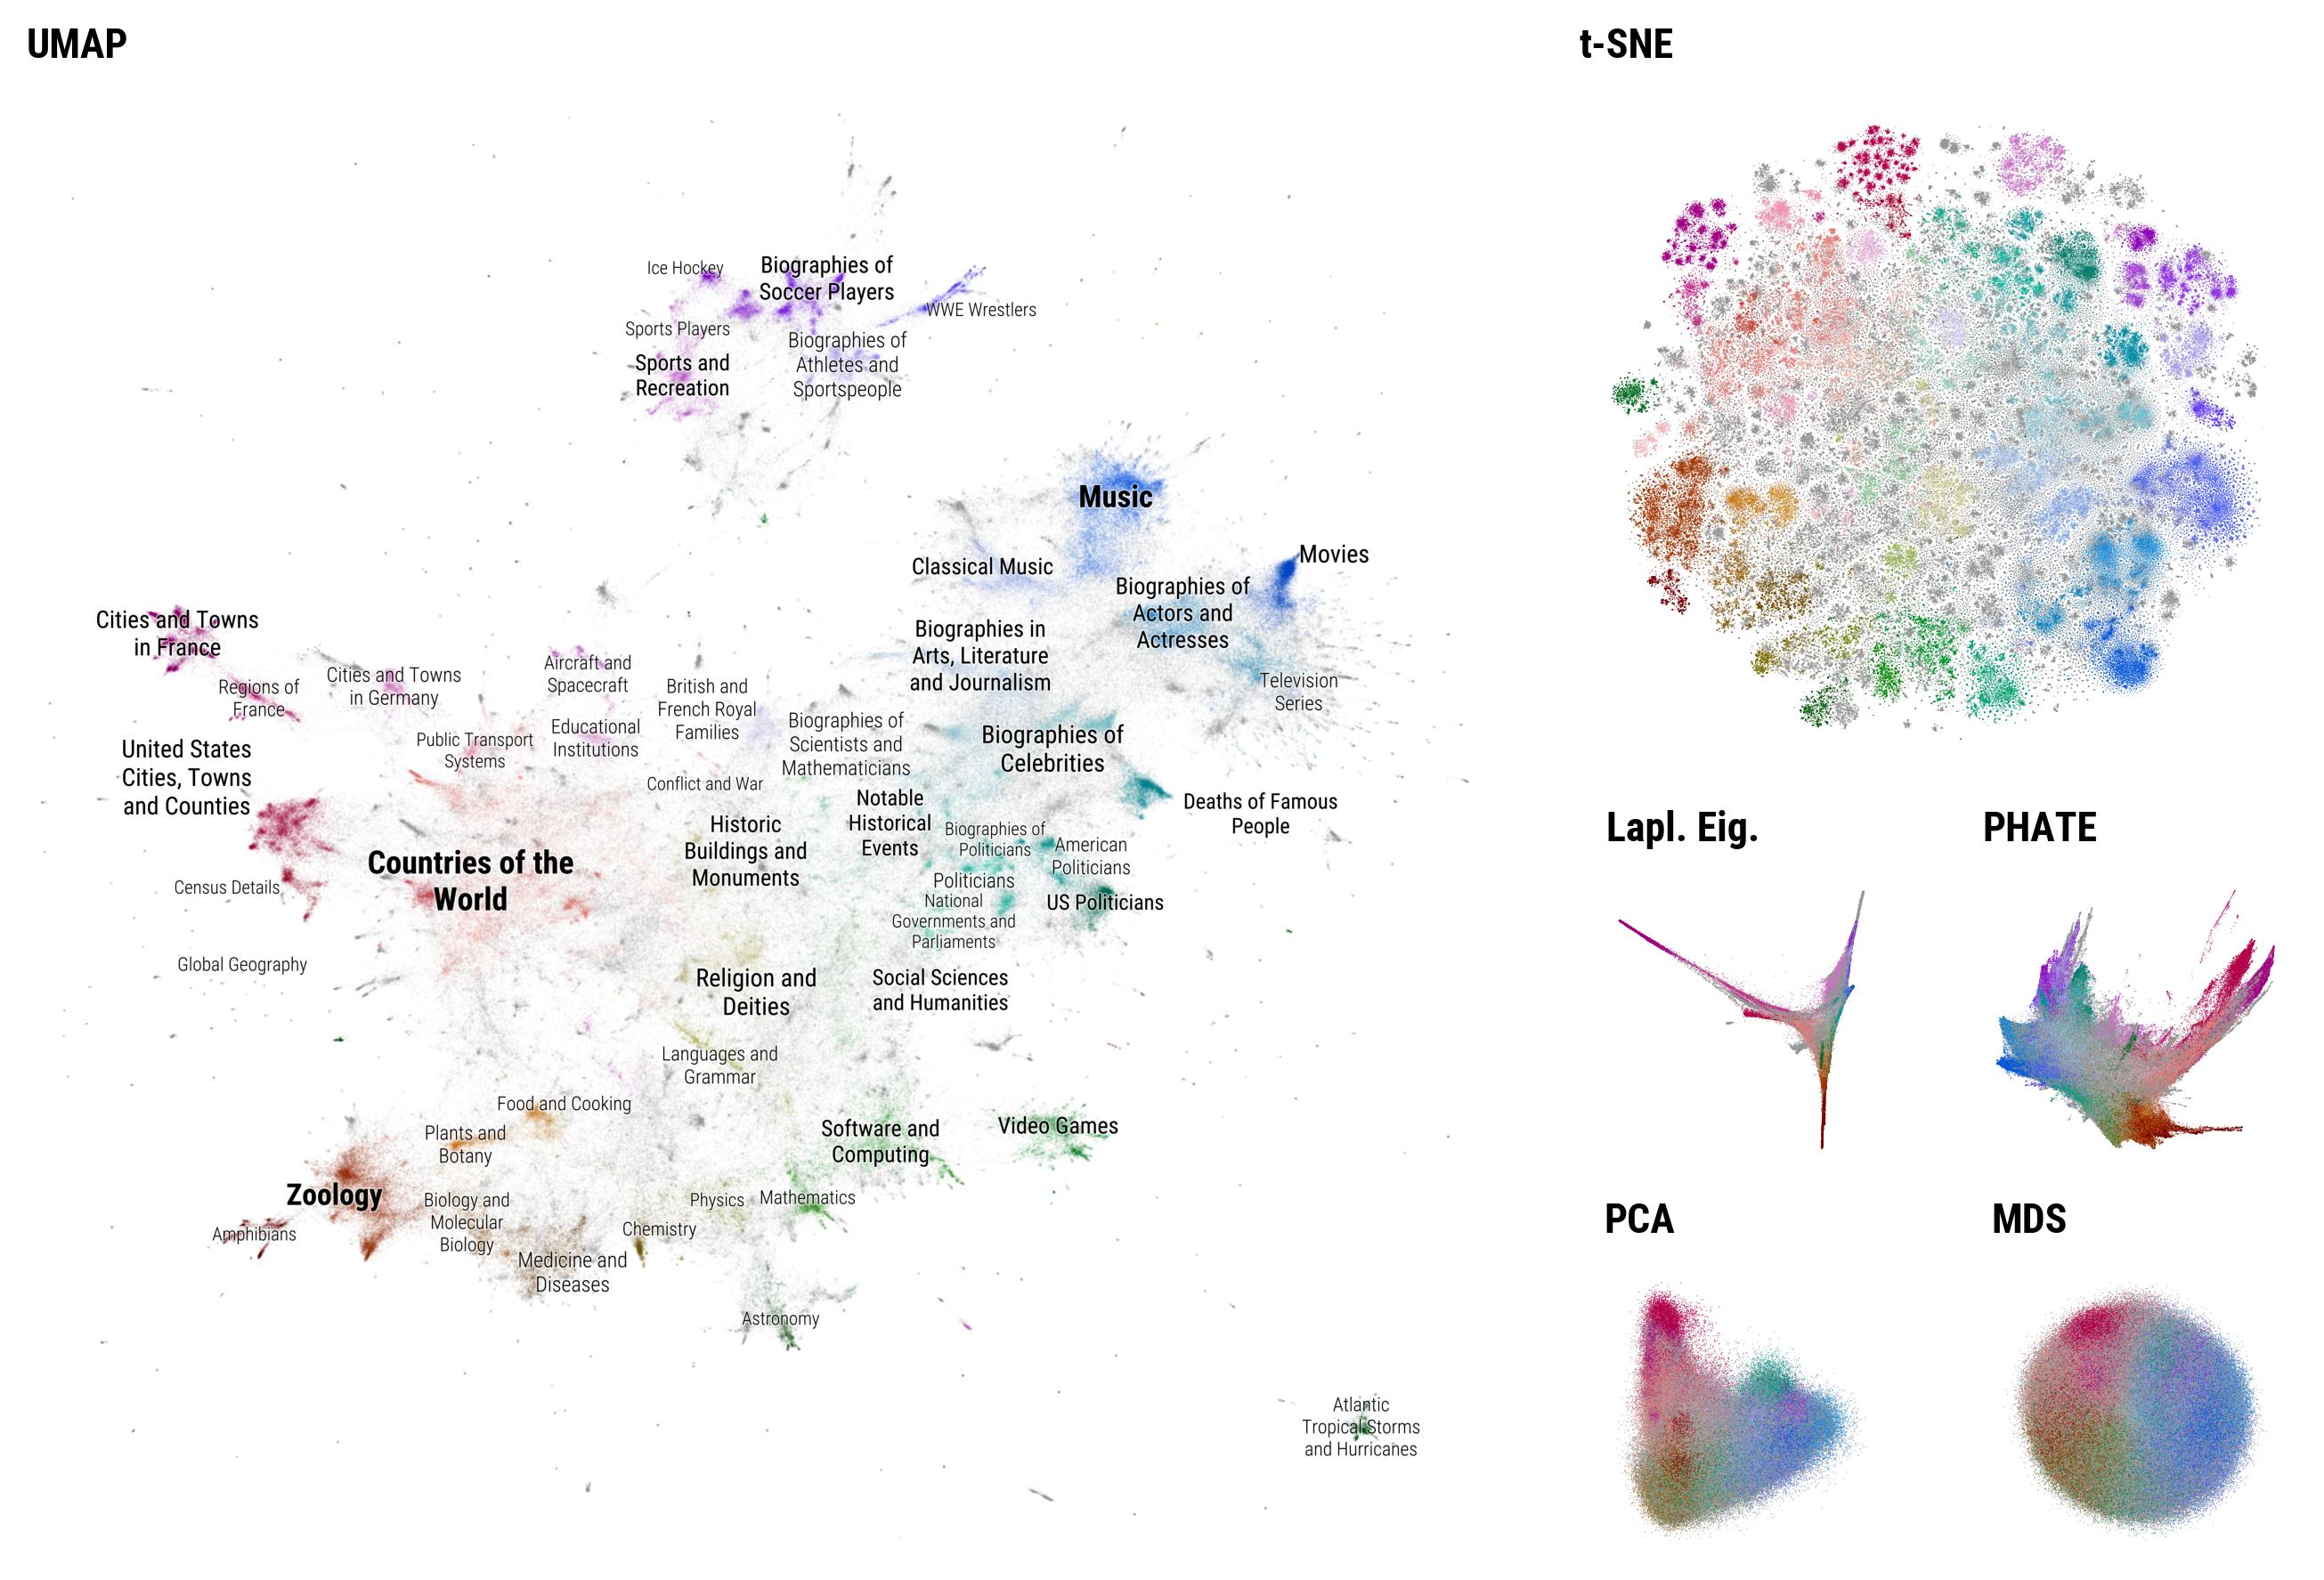 UMAP
t-SNE
Ice Hockey
Biographies of
Soccer Players
WWE Wrestlers
Sports Players
Biographies of
Athletes and
Sportspeople
Sports and
Recreation
Music
Classical Music
Movies
Biographies of
Actors and
Actresses
Biographies in
Arts, Literature
and Journalism
Television
Series
Cities and Towns
in France
Regions of
France
Cities and Towns
in Germany
Aircraft and
Spacecraft
British and
French Royal
Families
Public Transport
Systems
Educational
Institutions
Biographies of
Scientists and
Mathematicians
Biographies of
Celebrities
United States
Cities, Towns
and Counties
Conflict and War
Notable
Historical
Events
Deaths of Famous
People
Historic
Buildings and
Monuments
Biographies of
Politicians
American
Politicians
Countries of the
World
Census Details
Politicians
National
Governments and
Parliaments
US Politicians
Global Geography
Religion and
Deities
Social Sciences
and Humanities
Languages and
Grammar
Food and Cooking
Plants and
Botany
Software and
Computing
Video Games
Zoology
Amphibians
Biology and
Molecular
Biology
Physics
Mathematics
Chemistry
Medicine and
Diseases
Astronomy
Atlantic
Tropical Storms
and Hurricanes
Lapl. Eig.
PHATE
PCA
MDS